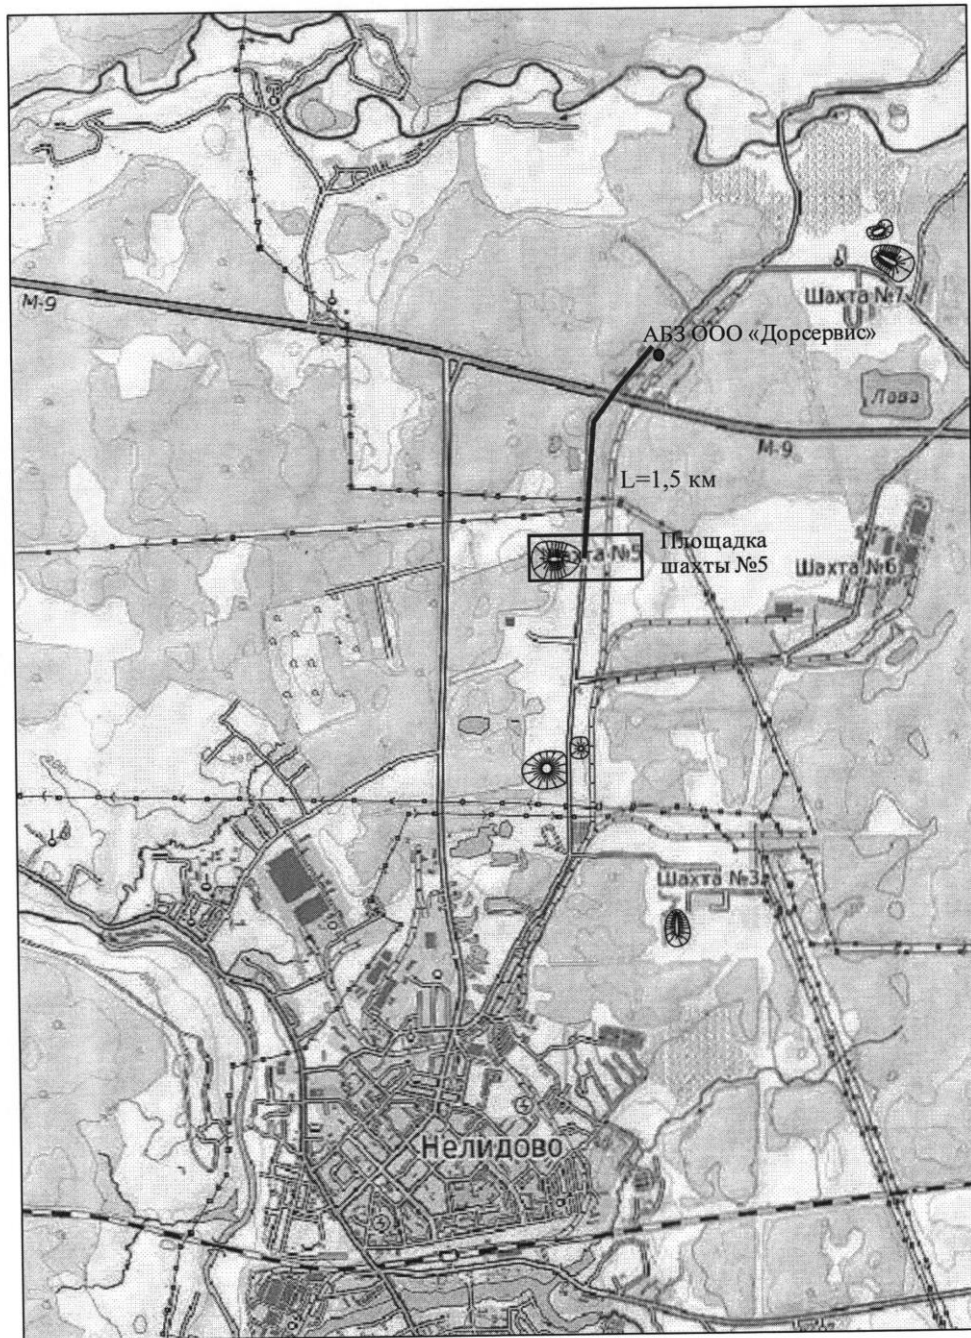 М-9
Шахта №7
АБЗ ООО «Дорсервис»
Лава
М-9
L=1,5 км
Площадка
шахты №5
Шахта №5
Шахта №6
Шахта №3
Нелидово